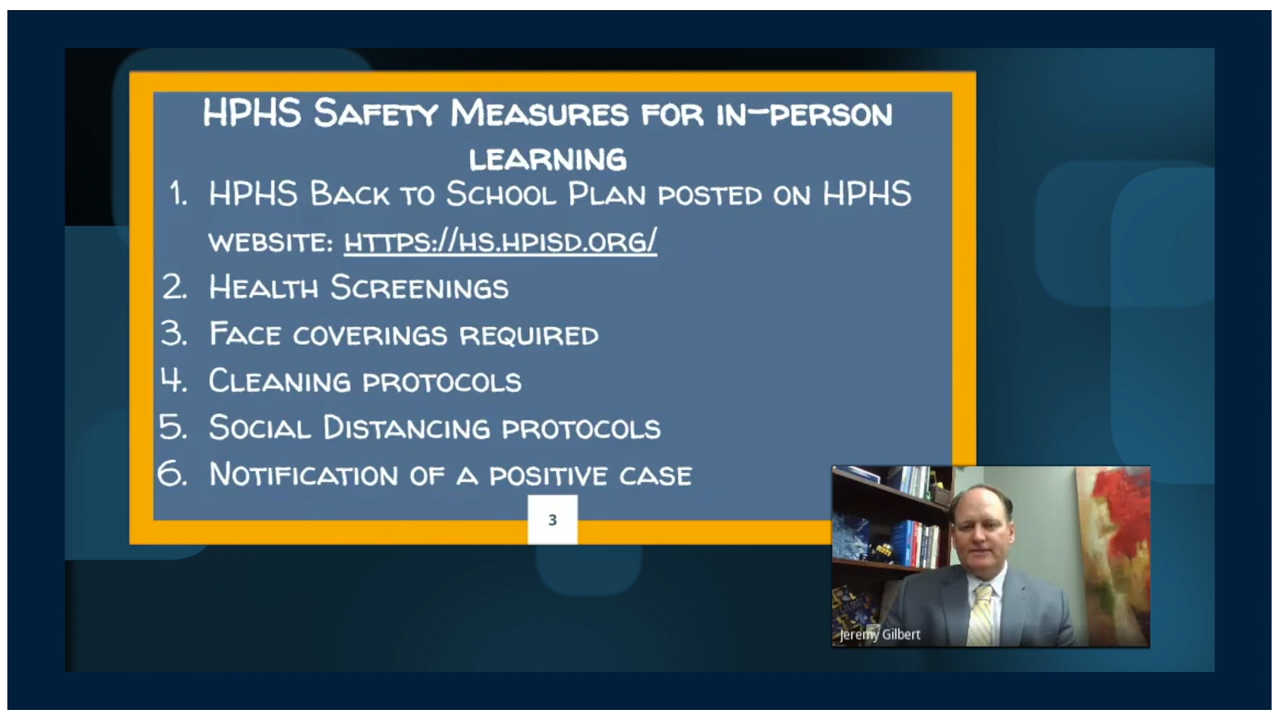 HPHS Safety Measures for in-person
learning
1. HPHS Back to School Plan posted on HPHS
website: https://hs.hpisd.org/
2. Health Screenings
3. Face coverings required
4. Cleaning protocols
5. Social Distancing protocols
6. Notification of a positive case
3
Jeremy Gilbert